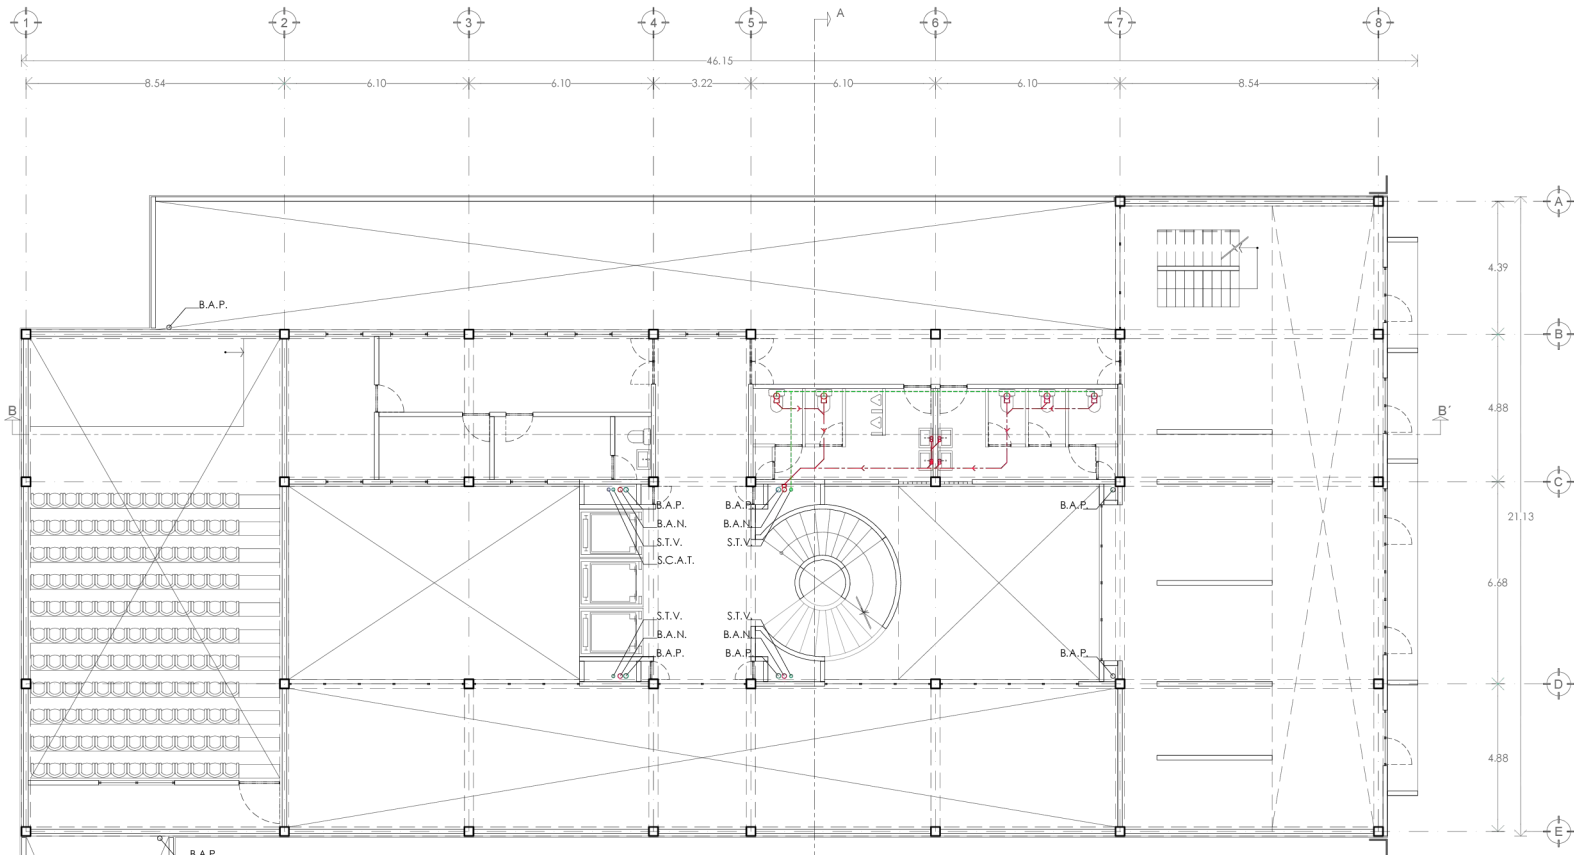 1 2 3 4 5 6 7 8
A
46.15
8.54 6.10 6.10 3.22 6.10 6.10 8.54
A
4.39
B.A.P.
B
B B´
4.88
C
B.A.P. B.A.P. B.A.P.
B.A.N. B.A.N.
S.T.V. S.T.V.
S.C.A.T.
21.13
6.68
S.T.V. S.T.V.
B.A.N. B.A.N.
B.A.P. B.A.P. B.A.P.
D
4.88
E
B.A.P.